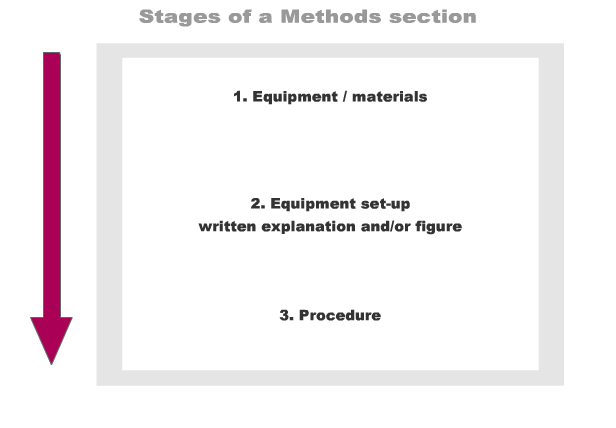 Stages of a Methods section
1. Equipment / materials
2. Equipment set-up
written explanation and/or figure
3. Procedure